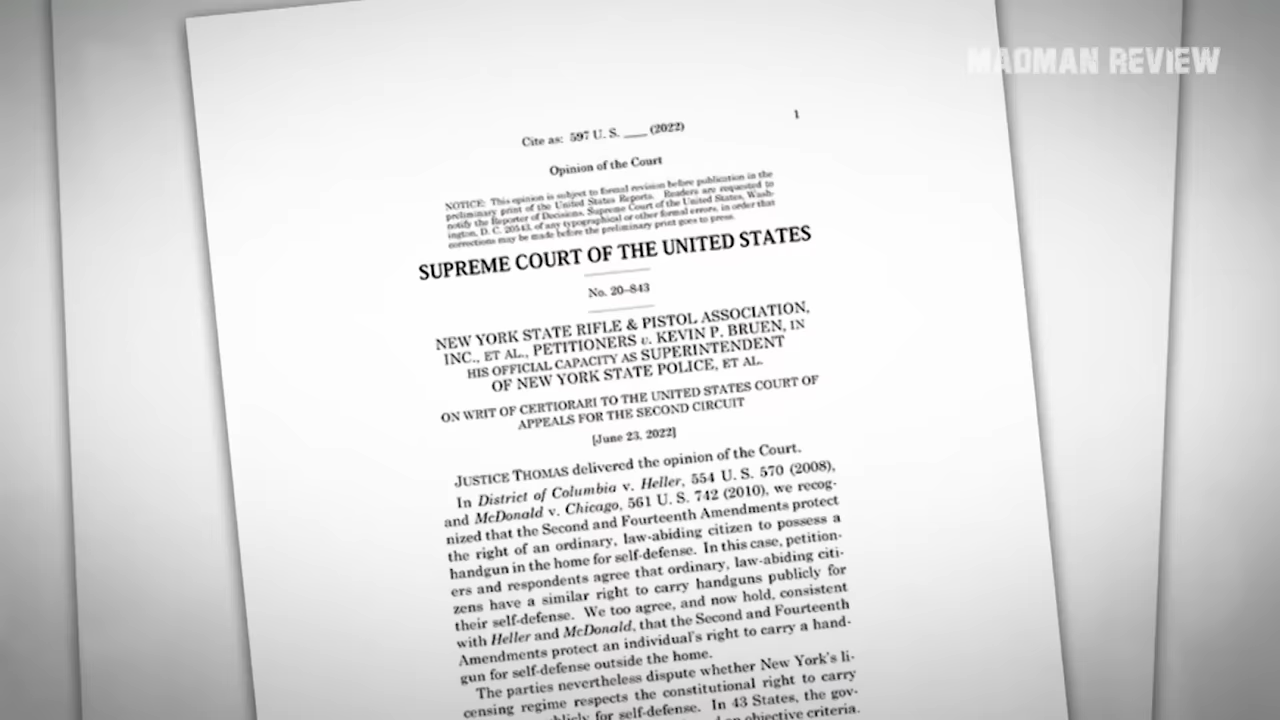 MADMAN REVIEW
Cite as: 597 U. S. ____ (2022)
1
Opinion of the Court
NOTICE: This opinion is subject to formal revision before publication in the
preliminary print of the United States Reports. Readers are requested to
notify the Reporter of Decisions, Supreme Court of the United States, Wash-
ington, D. C. 20543, of any typographical or other formal errors, in order that
corrections may be made before the preliminary print goes to press.
SUPREME COURT OF THE UNITED STATES
No. 20–843
NEW YORK STATE RIFLE & PISTOL ASSOCIATION,
INC., ET AL., PETITIONERS v. KEVIN P. BRUEN, IN
HIS OFFICIAL CAPACITY AS SUPERINTENDENT
OF NEW YORK STATE POLICE, ET AL.
ON WRIT OF CERTIORARI TO THE UNITED STATES COURT OF
APPEALS FOR THE SECOND CIRCUIT
[June 23, 2022]
JUSTICE THOMAS delivered the opinion of the Court.
In District of Columbia v. Heller, 554 U. S. 570 (2008),
and McDonald v. Chicago, 561 U. S. 742 (2010), we recog-
nized that the Second and Fourteenth Amendments protect
the right of an ordinary, law-abiding citizen to possess a
handgun in the home for self-defense. In this case, petition-
ers and respondents agree that ordinary, law-abiding citi-
zens have a similar right to carry handguns publicly for
their self-defense. We too agree, and now hold, consistent
with Heller and McDonald, that the Second and Fourteenth
Amendments protect an individual's right to carry a hand-
gun for self-defense outside the home.
The parties nevertheless dispute whether New York's li-
censing regime respects the constitutional right to carry
for self-defense. In 43 States, the gov-
objective criteria.